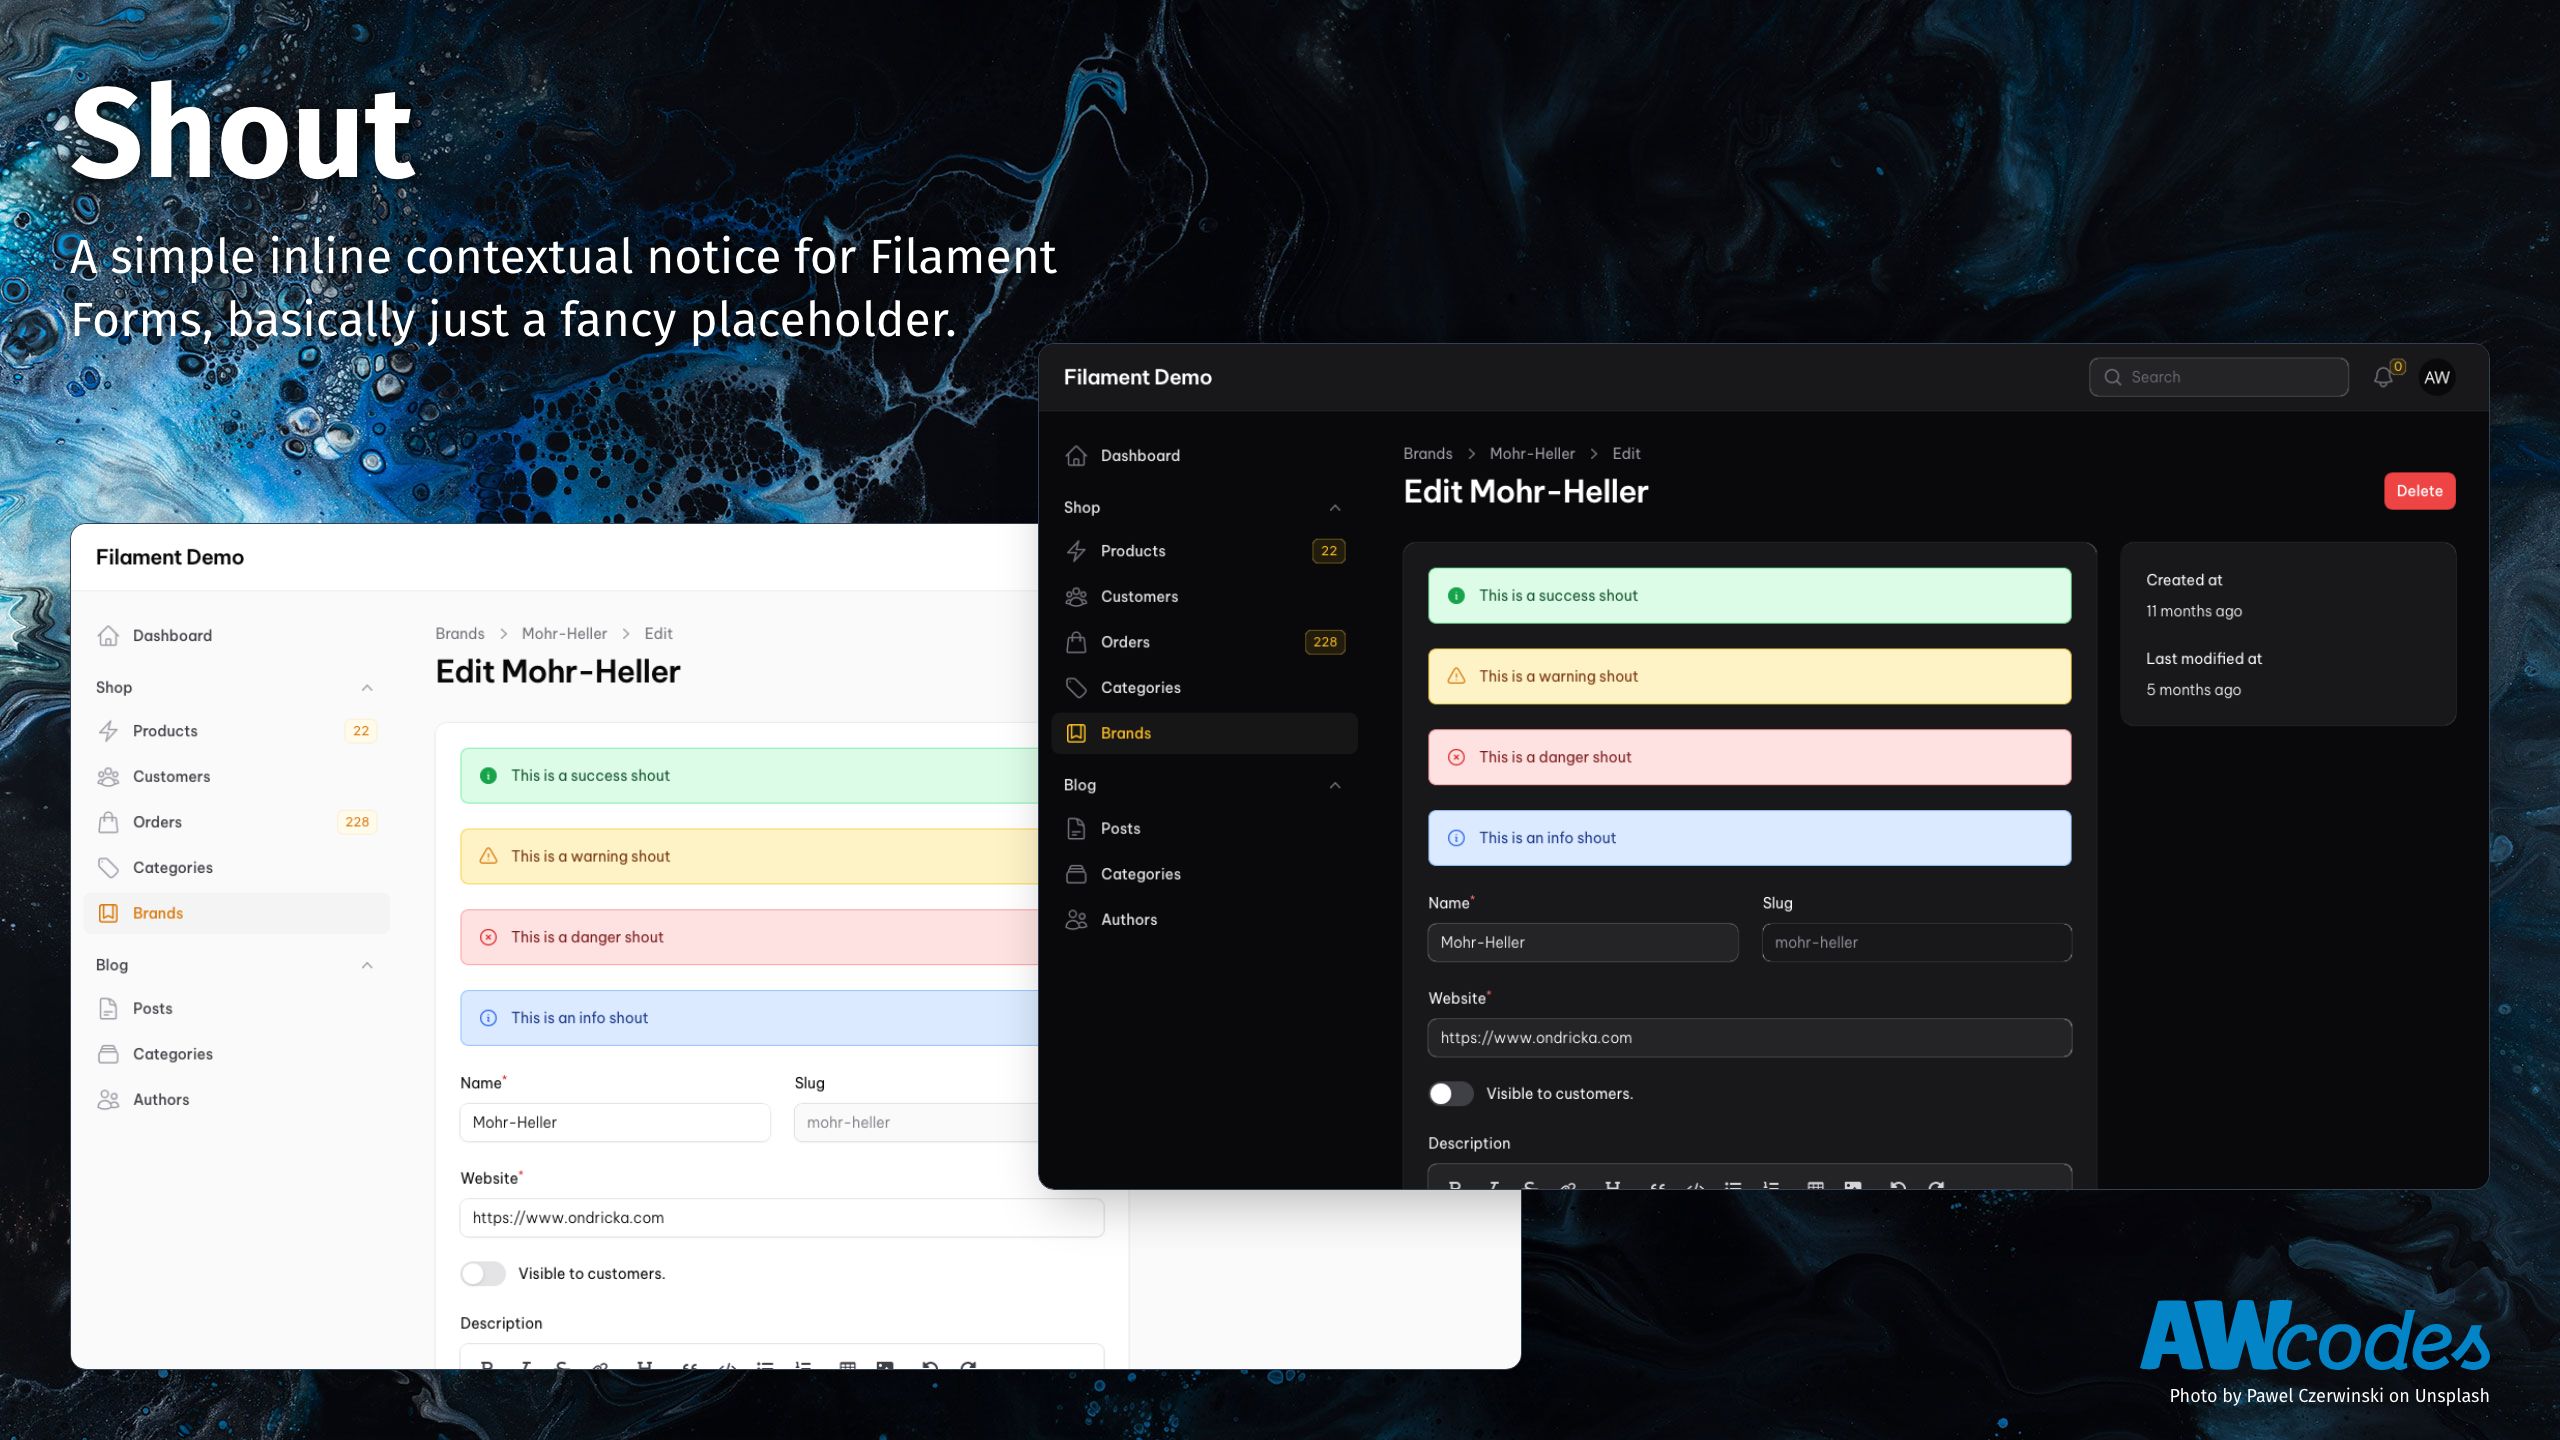 Shout
A simple inline contextual notice for Filament
Forms, basically just a fancy placeholder.
Filament Demo
Dashboard
Shop
Products 22
Customers
Orders 228
Categories
Brands
Blog
Posts
Categories
Authors
Brands > Mohr-Heller > Edit
Edit Mohr-Heller
This is a success shout
This is a warning shout
This is a danger shout
This is an info shout
Name* Slug
Mohr-Heller mohr-heller
Website*
https://www.ondricka.com
Visible to customers.
Description
Filament Demo
Search 0 AW
Dashboard
Shop
Products 22
Customers
Orders 228
Categories
Brands
Blog
Posts
Categories
Authors
Brands > Mohr-Heller > Edit
Edit Mohr-Heller
Delete
This is a success shout
This is a warning shout
This is a danger shout
This is an info shout
Name* Slug
Mohr-Heller mohr-heller
Website*
https://www.ondricka.com
Visible to customers.
Description
Created at
11 months ago
Last modified at
5 months ago
AWcodes
Photo by Pawel Czerwinski on Unsplash